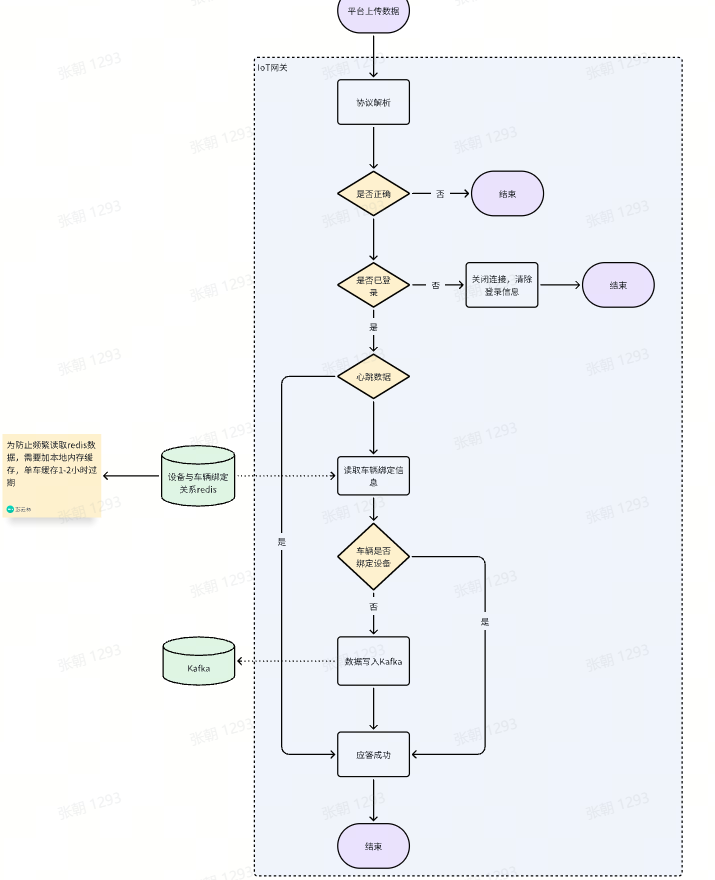 平台上传数据
IoT网关
协议解析
是否正确
否
结束
是否已登
录
否
关闭连接，清除
登录信息
结束
是
心跳数据
为防止频繁读取redis数
据，需要加本地内存缓
存，单车缓存1-2小时过
期
设备与车辆绑定
关系redis
读取车辆绑定信
息
是
车辆是否
绑定设备
是
否
Kafka
数据写入Kafka
应答成功
结束
张朝 1293